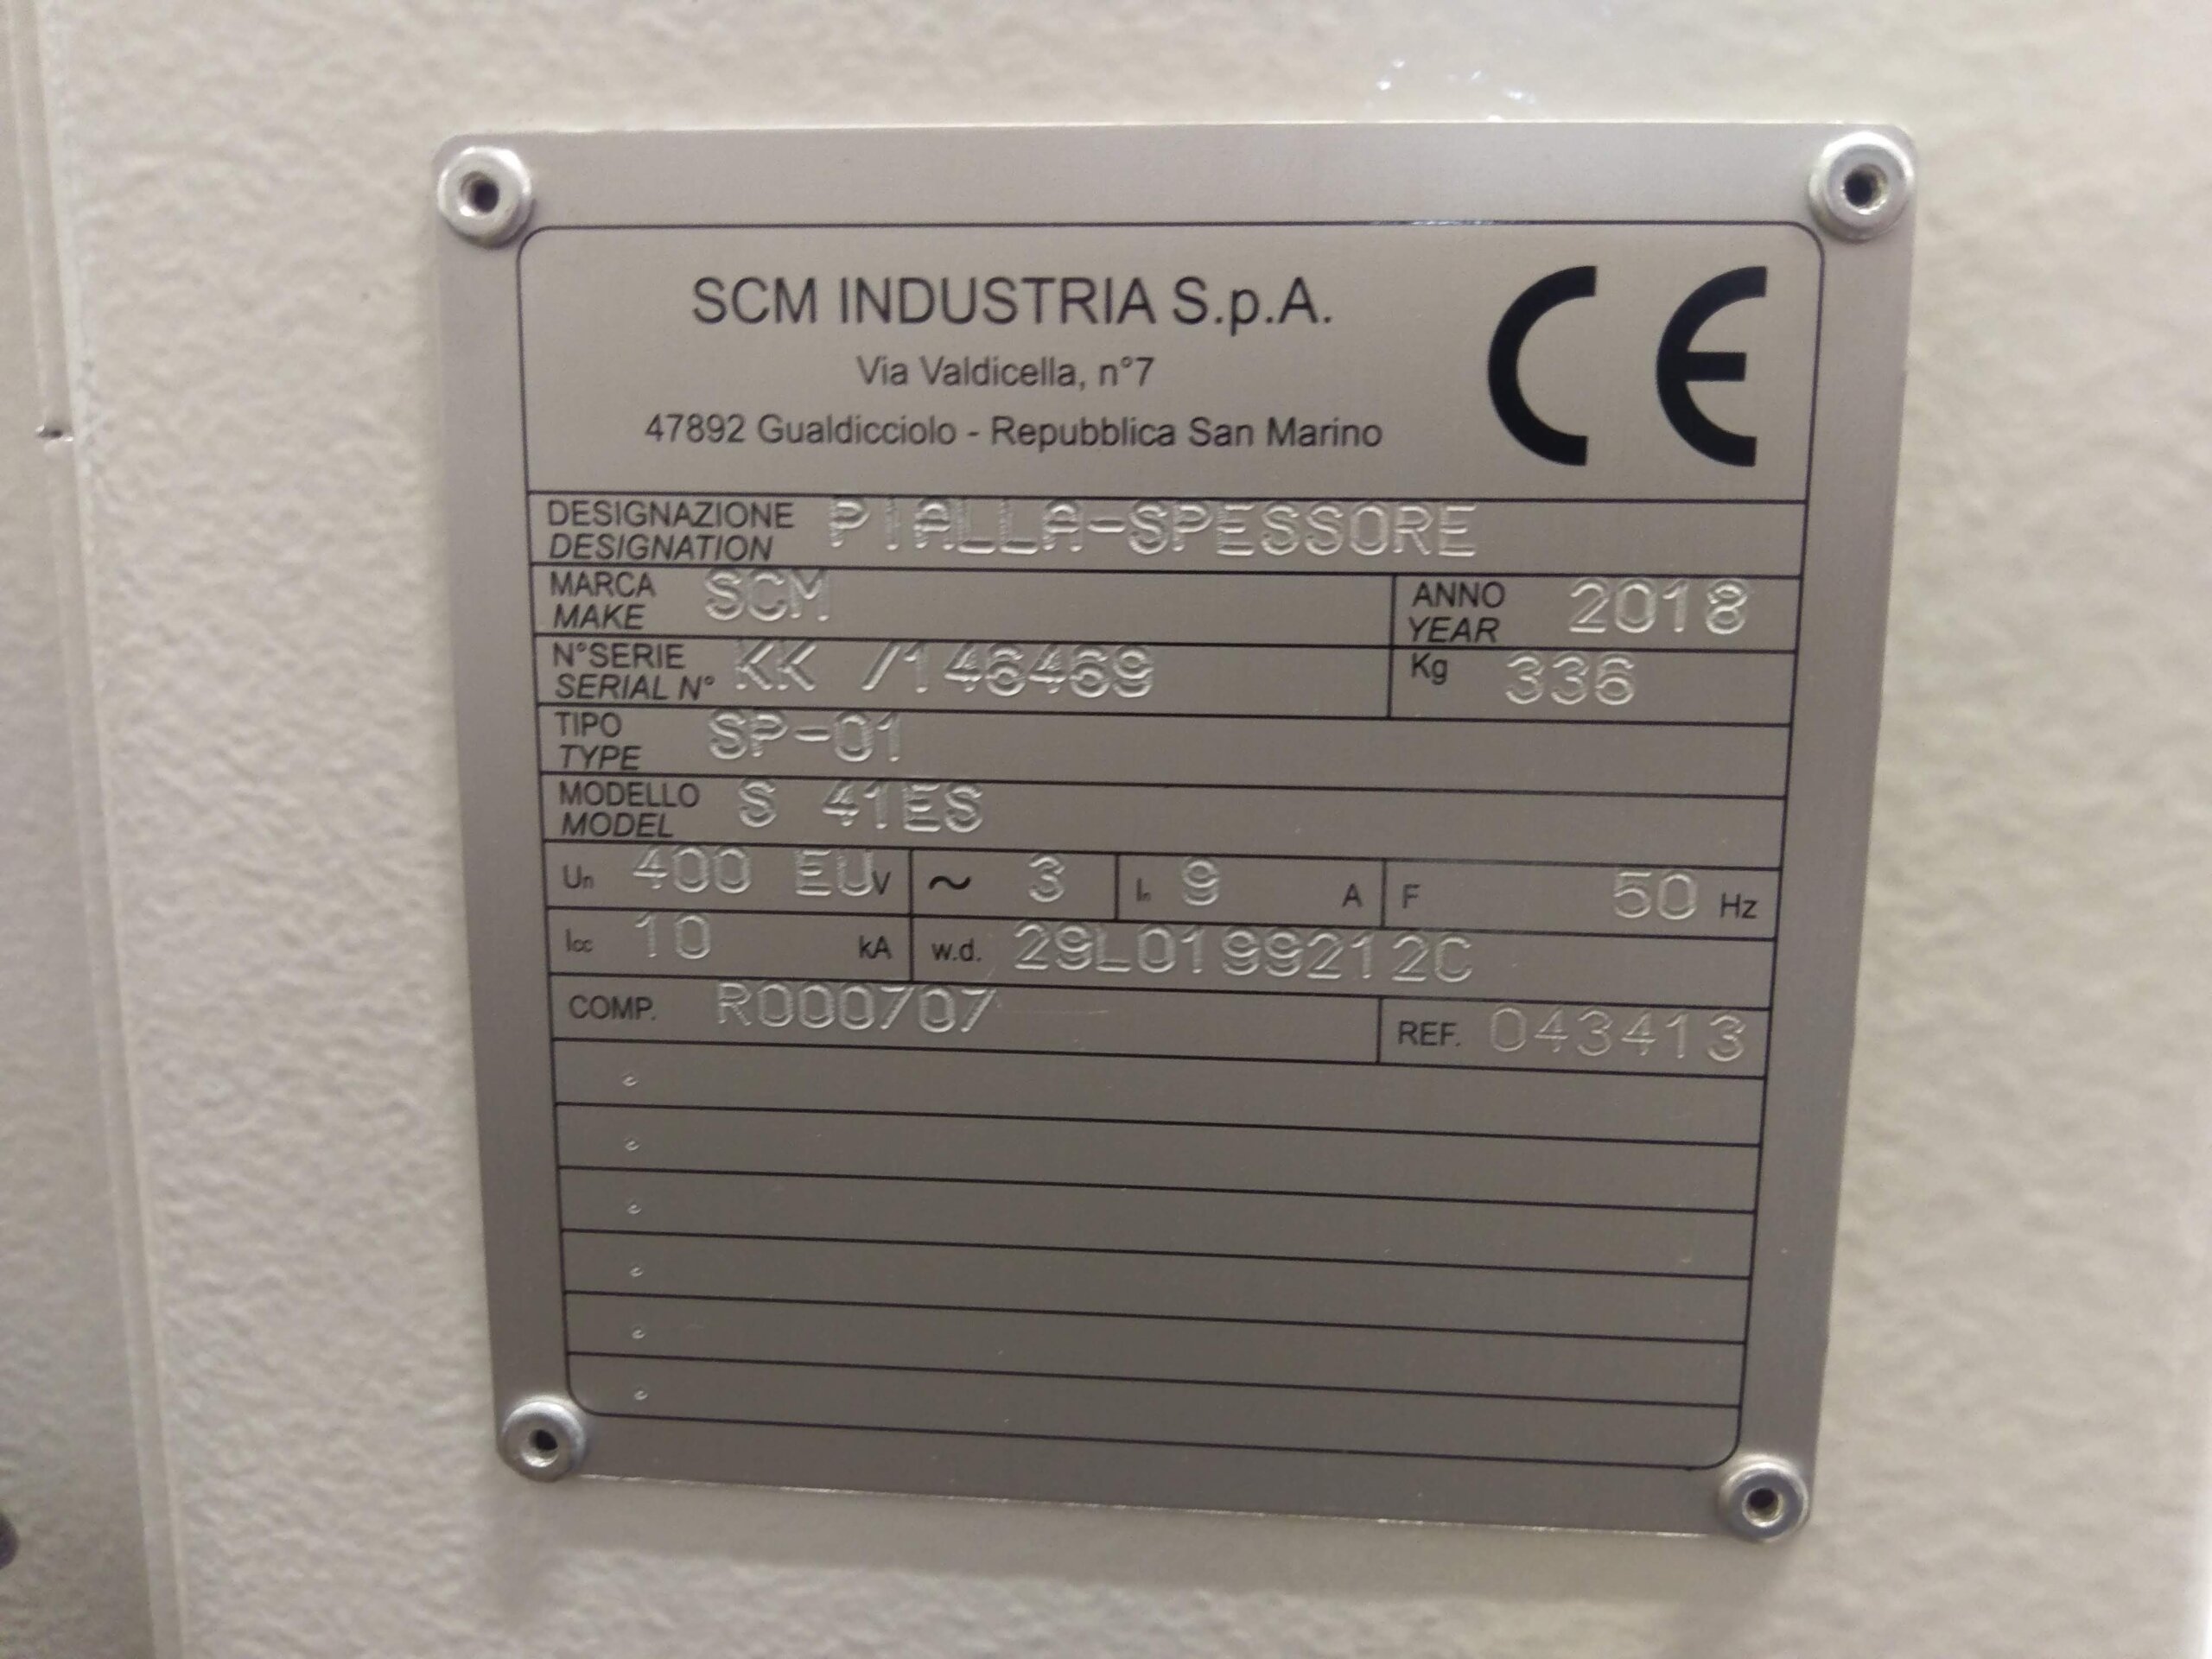 SCM INDUSTRIA S.p.A.
CE
Via Valdicella, n°7
47892 Gualdicciolo - Repubblica San Marino
DESIGNAZIONE PIALLA-SPESSORE
DESIGNATION
MARCA SCM ANNO 2018
MAKE YEAR
N°SERIE KK /146469 Kg 336
SERIAL N°
TIPO SP-01
TYPE
MODELLO S 41ES
MODEL
Un 400 EU V ~ 3 In 9 A F 50 Hz
Icc 10 kA w.d. 29L0199212C
COMP. R000707 REF. 043413